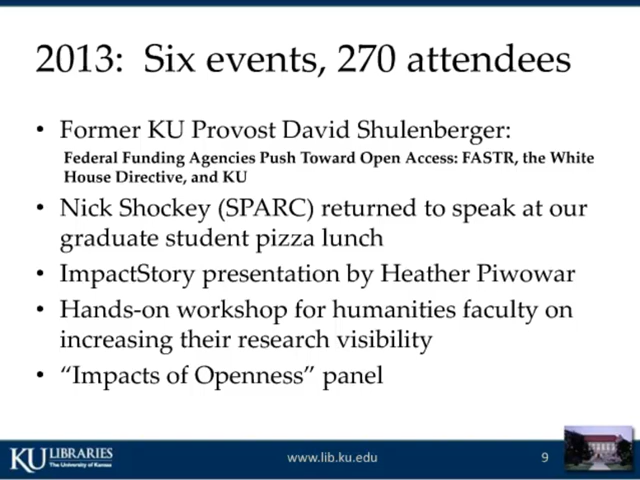 2013:  Six events, 270 attendees
• Former KU Provost David Shulenberger:
Federal Funding Agencies Push Toward Open Access: FASTR, the White
House Directive, and KU
• Nick Shockey (SPARC) returned to speak at our
graduate student pizza lunch
• ImpactStory presentation by Heather Piwowar
• Hands-on workshop for humanities faculty on
increasing their research visibility
• “Impacts of Openness” panel
KU LIBRARIES
The University of Kansas
www.lib.ku.edu
9